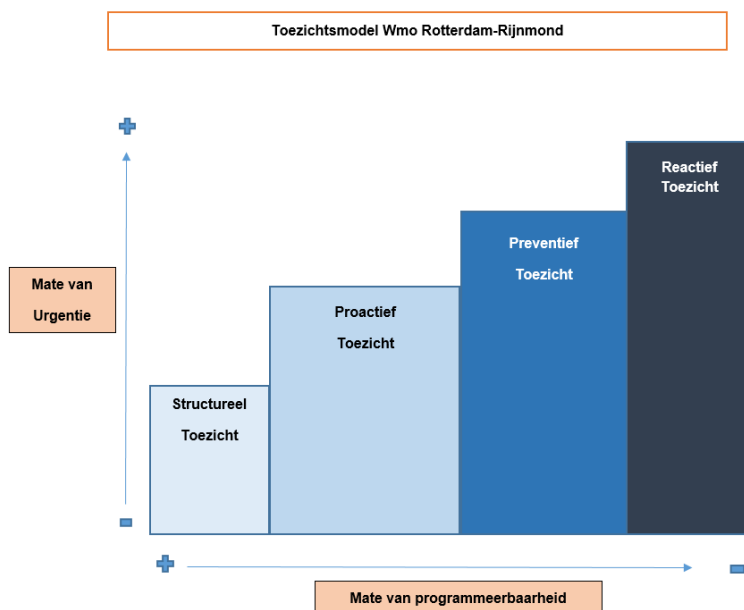 Toezichtsmodel Wmo Rotterdam-Rijnmond
Reactief
Toezicht
Preventief
Toezicht
Mate van
Urgentie
Proactief
Toezicht
Structureel
Toezicht
Mate van programmeerbaarheid